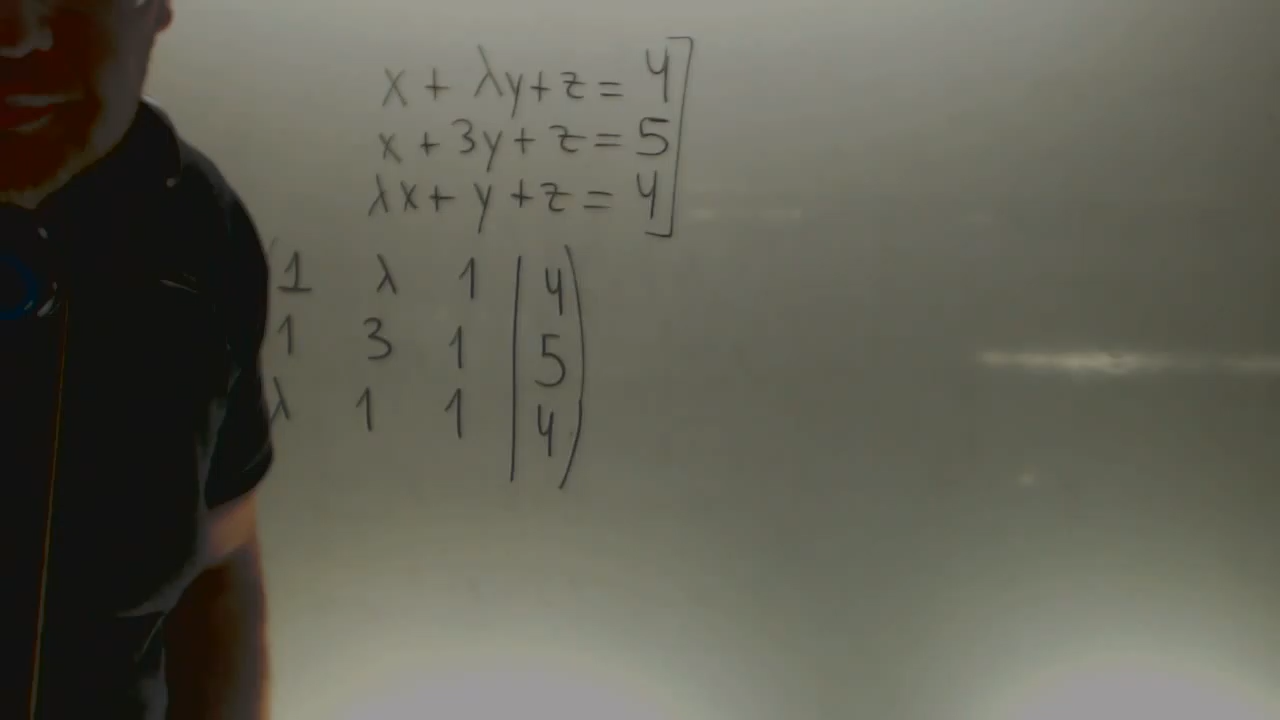 x + λy + z = 4
x + 3y + z = 5
λx + y + z = 4
1 λ 1 | 4
1 3 1 | 5
λ 1 1 | 4